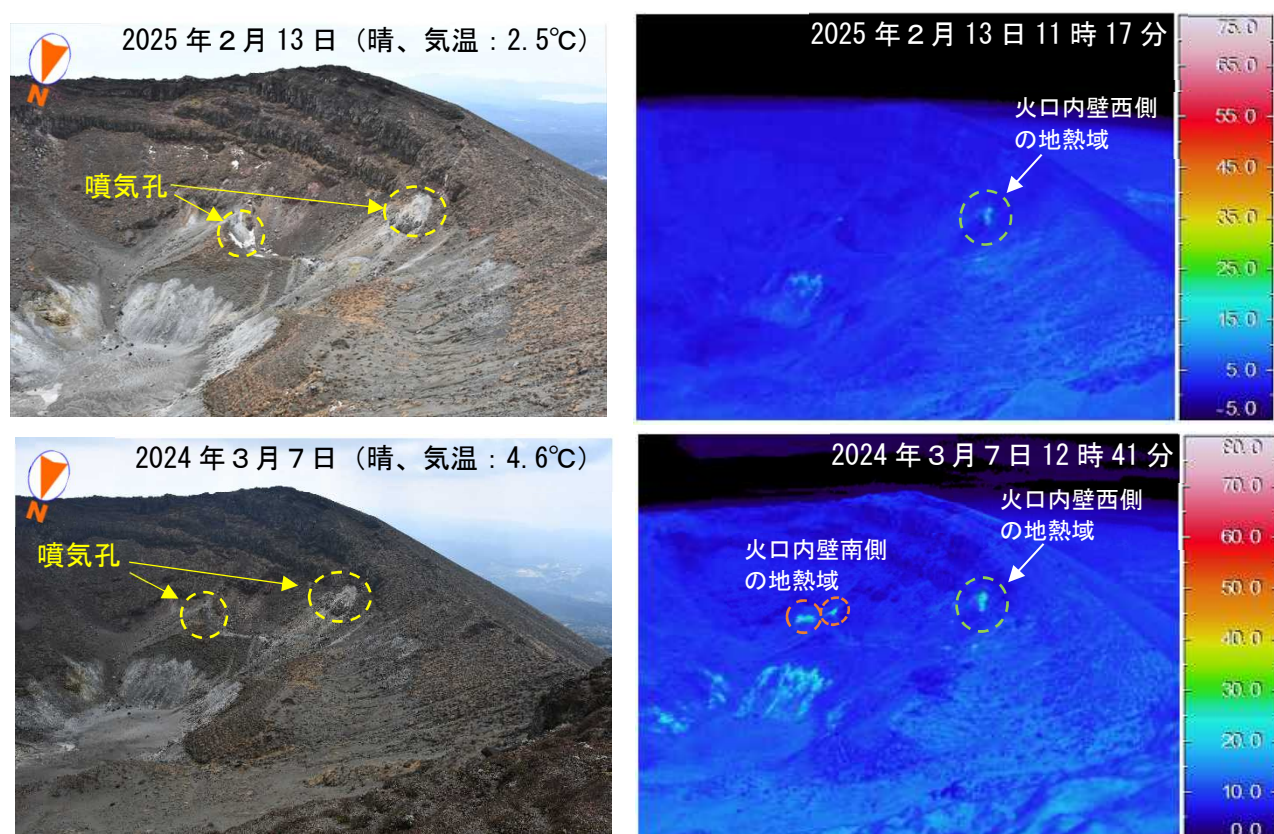 2025年2月13日（晴、気温：2.5℃）
N
噴気孔
2025年2月13日11時17分
火口内壁西側
の地熱域
75.0
65.0
55.0
45.0
35.0
25.0
15.0
5.0
-5.0
2024年3月7日（晴、気温：4.6℃）
N
噴気孔
2024年3月7日12時41分
火口内壁西側
の地熱域
火口内壁南側
の地熱域
80.0
70.0
60.0
50.0
40.0
30.0
20.0
10.0
0.0